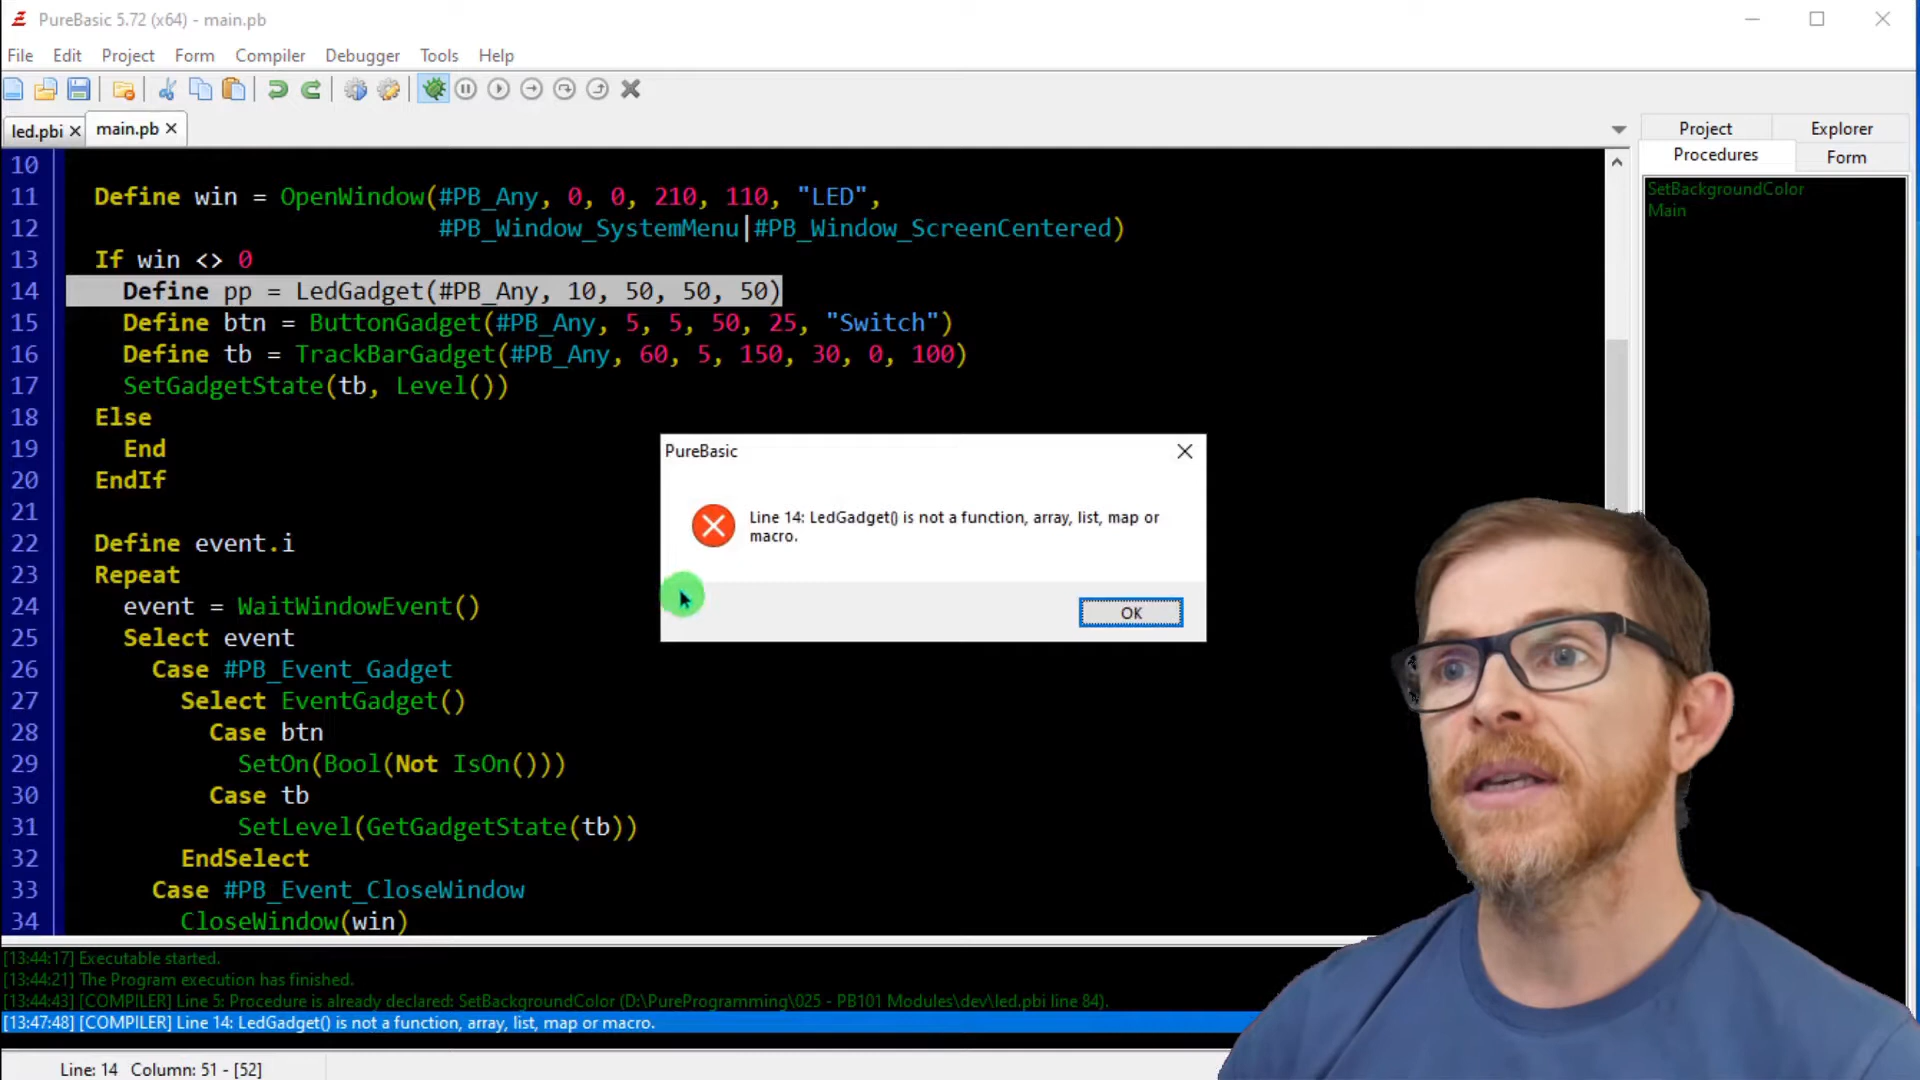 PureBasic 5.72 (x64) - main.pb
File Edit Project Form Compiler Debugger Tools Help
led.pbi main.pb
Project Explorer
Procedures Form
SetBackgroundColor
Main
10
11 Define win = OpenWindow(#PB_Any, 0, 0, 210, 110, "LED",
12 #PB_Window_SystemMenu|#PB_Window_ScreenCentered)
13 If win <> 0
14 Define pp = LedGadget(#PB_Any, 10, 50, 50, 50)
15 Define btn = ButtonGadget(#PB_Any, 5, 5, 50, 25, "Switch")
16 Define tb = TrackBarGadget(#PB_Any, 60, 5, 150, 30, 0, 100)
17 SetGadgetState(tb, Level())
18 Else
19 End
20 EndIf
21
22 Define event.i
23 Repeat
24 event = WaitWindowEvent()
25 Select event
26 Case #PB_Event_Gadget
27 Select EventGadget()
28 Case btn
29 SetOn(Bool(Not IsOn()))
30 Case tb
31 SetLevel(GetGadgetState(tb))
32 EndSelect
33 Case #PB_Event_CloseWindow
34 CloseWindow(win)
PureBasic
Line 14: LedGadget() is not a function, array, list, map or
macro.
OK
[13:44:17] Executable started.
[13:44:21] The Program execution has finished.
[13:44:43] [COMPILER] Line 5: Procedure is already declared: SetBackgroundColor (D:\PureProgramming\025 - PB101 Modules\dev\led.pbi line 84).
[13:47:48] [COMPILER] Line 14: LedGadget() is not a function, array, list, map or macro.
Line: 14 Column: 51 - [52]